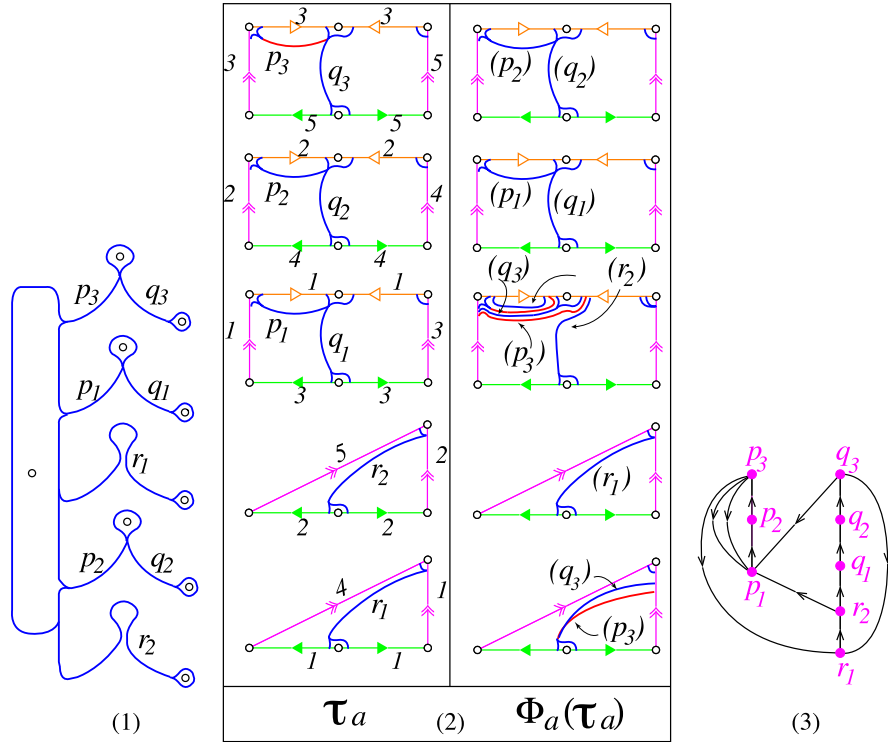 p3 q3
p1 q1
r1
p2 q2
r2
(1)
3 3
3 p3 q3 5
5 5
2 2
2 p2 q2 4
4 4
1 1
1 p1 q1 3
3 3
5 r2 2
2 2
4 r1 1
1 1
τa
(p2) (q2)
(p1) (q1)
(q3) (r2)
(p3)
(r1)
(q3)
(p3)
Φa(τa)
(2)
p3 q3
p2 q2
p1 q1
r2
r1
(3)